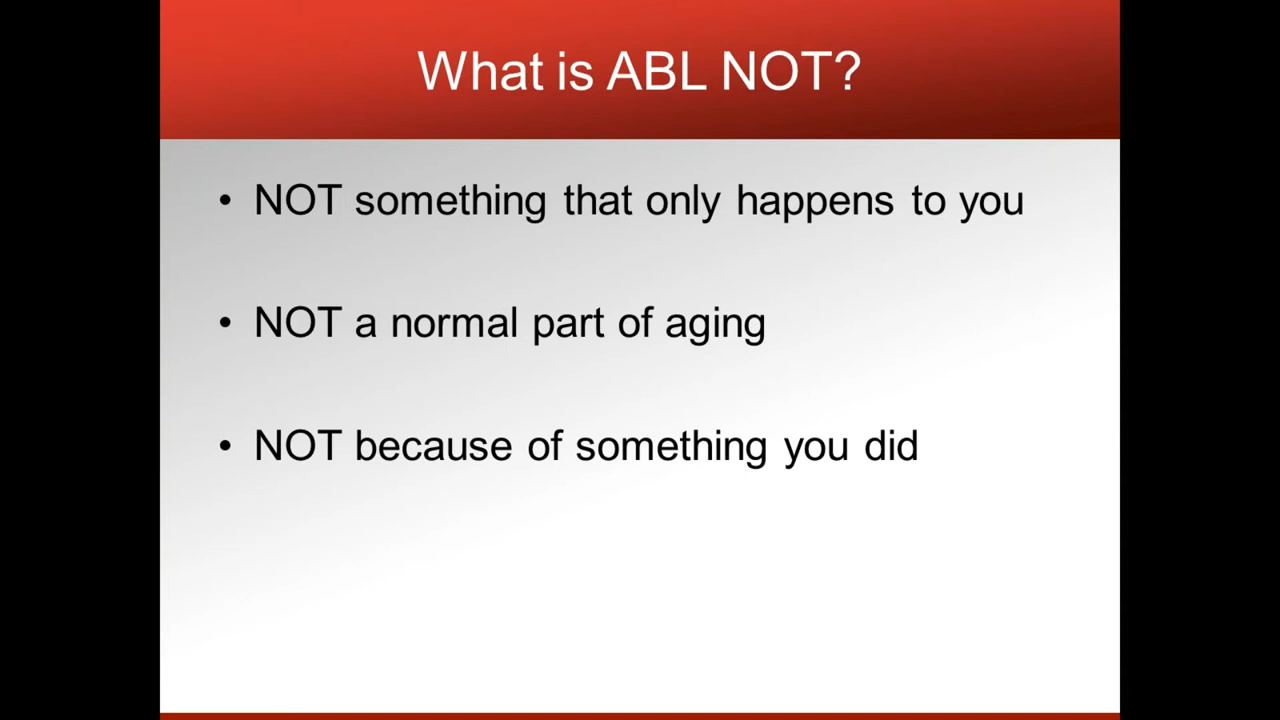 What is ABL NOT?
• NOT something that only happens to you
• NOT a normal part of aging
• NOT because of something you did